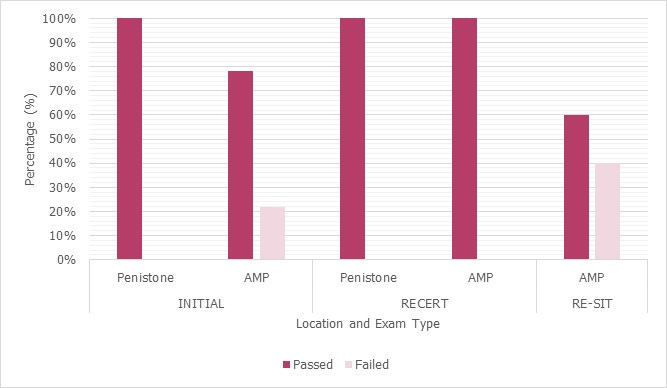 100%
90%
80%
70%
60%
50%
40%
30%
20%
10%
0%
Percentage (%)
Penistone AMP Penistone AMP AMP
INITIAL RECERT RE-SIT
Location and Exam Type
Passed Failed